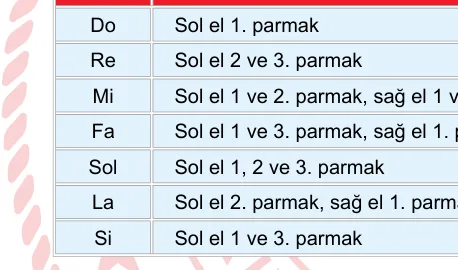 Do Sol el 1. parmak
Re Sol el 2 ve 3. parmak
Mi Sol el 1 ve 2. parmak, sağ el 1
Fa Sol el 1 ve 3. parmak, sağ el 1.
Sol Sol el 1, 2 ve 3. parmak
La Sol el 2. parmak, sağ el 1.
Si Sol el 1 ve 3. parmak